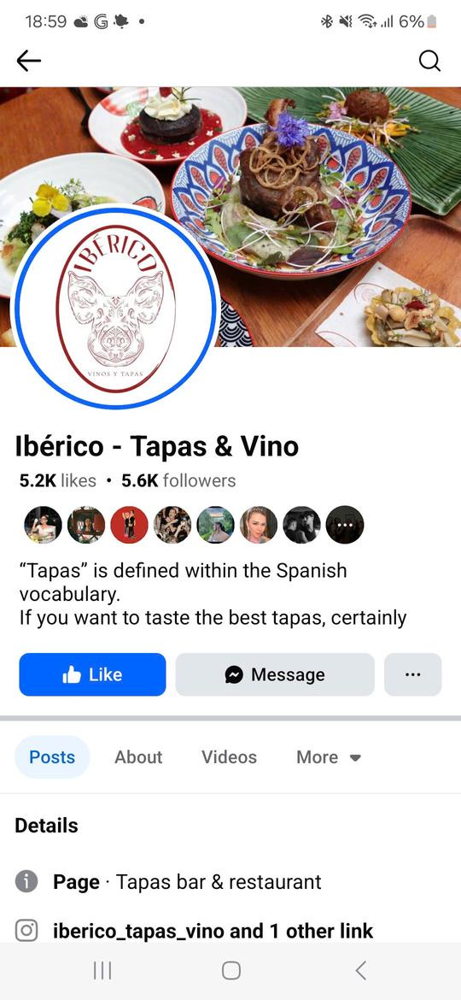 18:59
6%
IBÉRICO
VINOS Y TAPAS
Ibérico - Tapas & Vino
5.2K likes • 5.6K followers
“Tapas” is defined within the Spanish
vocabulary.
If you want to taste the best tapas, certainly
Like
Message
Posts
About
Videos
More
Details
Page · Tapas bar & restaurant
iberico_tapas_vino and 1 other link